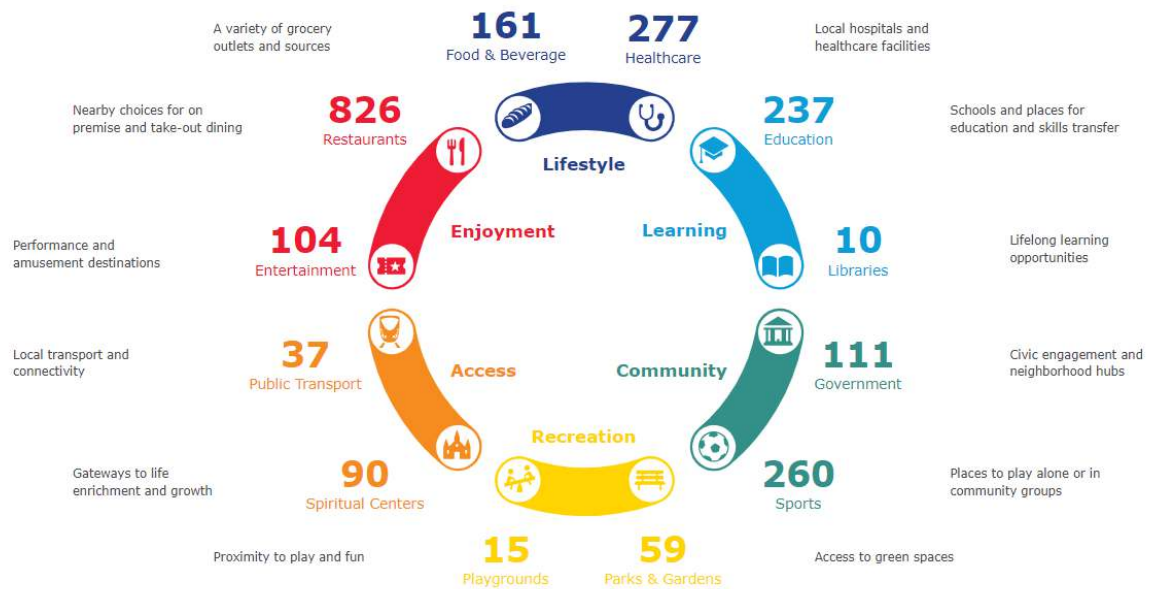 A variety of grocery
outlets and sources
161
Food & Beverage
277
Healthcare
Local hospitals and
healthcare facilities
Nearby choices for on
premise and take-out dining
826
Restaurants
237
Education
Schools and places for
education and skills transfer
Lifestyle
Performance and
amusement destinations
104
Entertainment
Enjoyment
Learning
10
Libraries
Lifelong learning
opportunities
Local transport and
connectivity
37
Public Transport
Access
Community
111
Government
Civic engagement and
neighborhood hubs
Recreation
Gateways to life
enrichment and growth
90
Spiritual Centers
260
Sports
Places to play alone or in
community groups
Proximity to play and fun
15
Playgrounds
59
Parks & Gardens
Access to green spaces